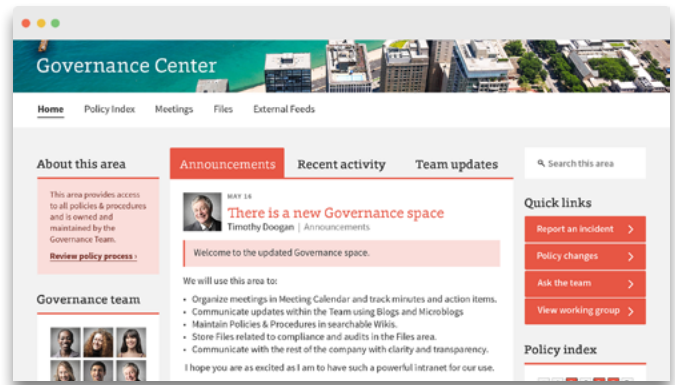 Governance Center
Home Policy Index Meetings Files External Feeds
About this area
This area provides access
to all policies & procedures
and is owned and
maintained by the
Governance Team.
Review policy process ›
Governance team
Announcements Recent activity Team updates
MAY 16
There is a new Governance space
Timothy Doogan | Announcements
Welcome to the updated Governance space.
We will use this area to:
• Organize meetings in Meeting Calendar and track minutes and action items.
• Communicate updates within the Team using Blogs and Microblogs
• Maintain Policies & Procedures in searchable Wikis.
• Store Files related to compliance and audits in the Files area.
• Communicate with the rest of the company with clarity and transparency.
I hope you are as excited as I am to have such a powerful intranet for our use.
Search this area
Quick links
Report an incident
Policy changes
Ask the team
View working group
Policy index